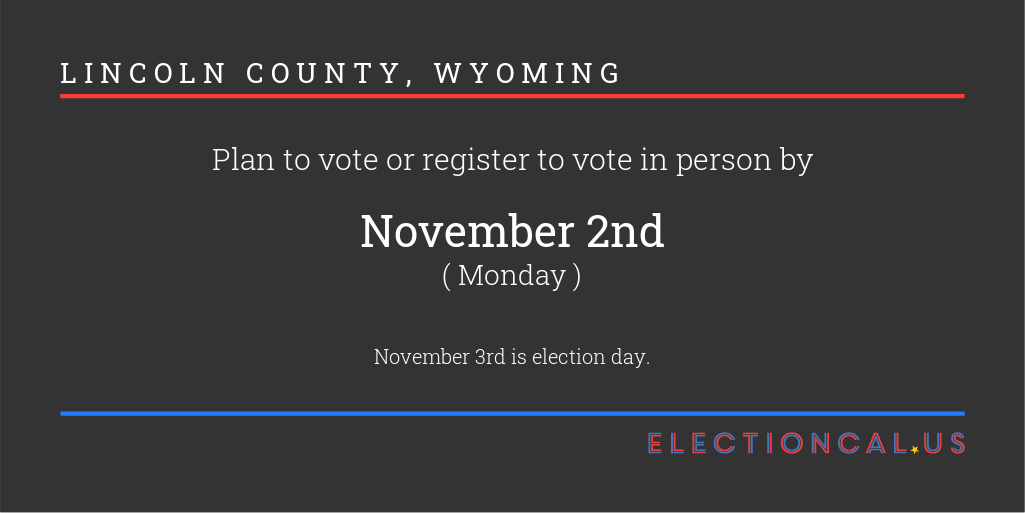 LINCOLN COUNTY, WYOMING
Plan to vote or register to vote in person by
November 2nd
( Monday )
November 3rd is election day.
ELECTIONCAL★US